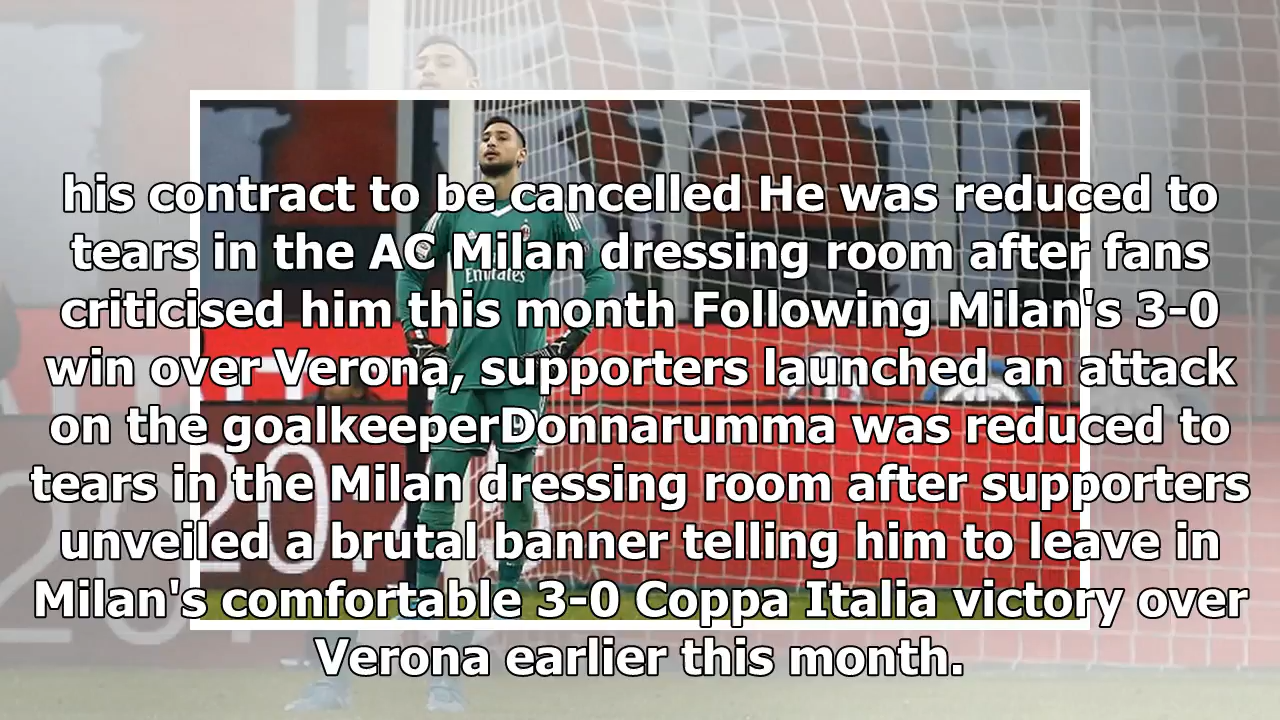 his contract to be cancelled He was reduced to
tears in the AC Milan dressing room after fans
criticised him this month Following Milan's 3-0
win over Verona, supporters launched an attack
on the goalkeeperDonnarumma was reduced to
tears in the Milan dressing room after supporters
unveiled a brutal banner telling him to leave in
Milan's comfortable 3-0 Coppa Italia victory over
Verona earlier this month.
Emirates
20.